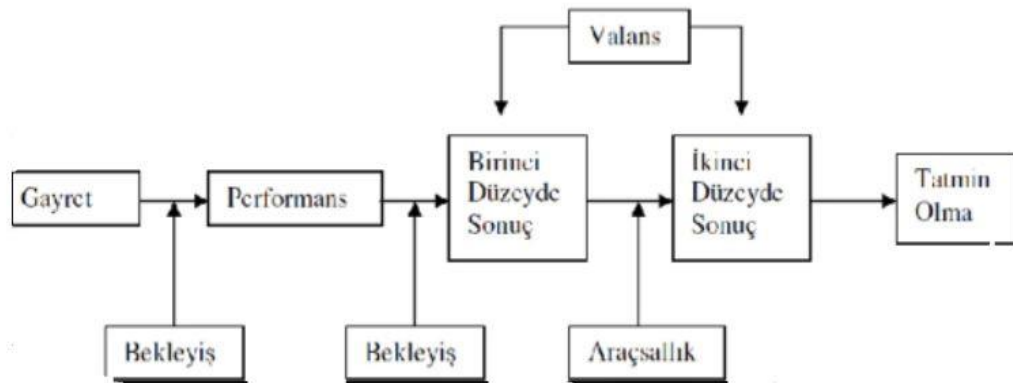 Valans
Gayret
Performans
Birinci
Düzeyde
Sonuç
İkinci
Düzeyde
Sonuç
Tatmin
Olma
Bekleyiş
Bekleyiş
Araçsallık